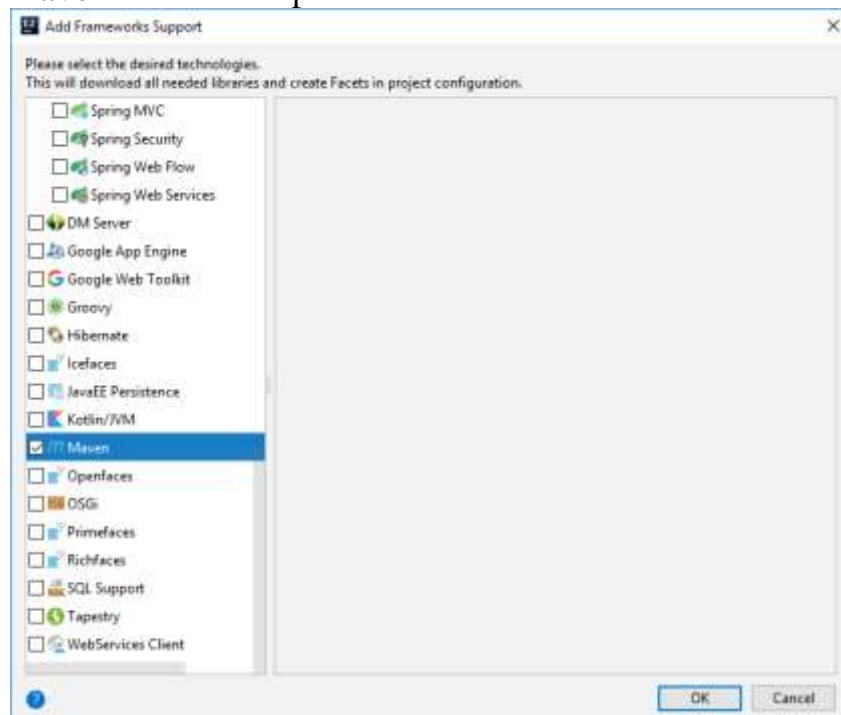 Add Frameworks Support
Please select the desired technologies.
This will download all needed libraries and create Facets in project configuration.
Spring MVC
Spring Security
Spring Web Flow
Spring Web Services
DM Server
Google App Engine
Google Web Toolkit
Groovy
Hibernate
Icefaces
JavaEE Persistence
Kotlin/JVM
Maven
Openfaces
OSGi
Primefaces
Richfaces
SQL Support
Tapestry
WebServices Client
OK Cancel